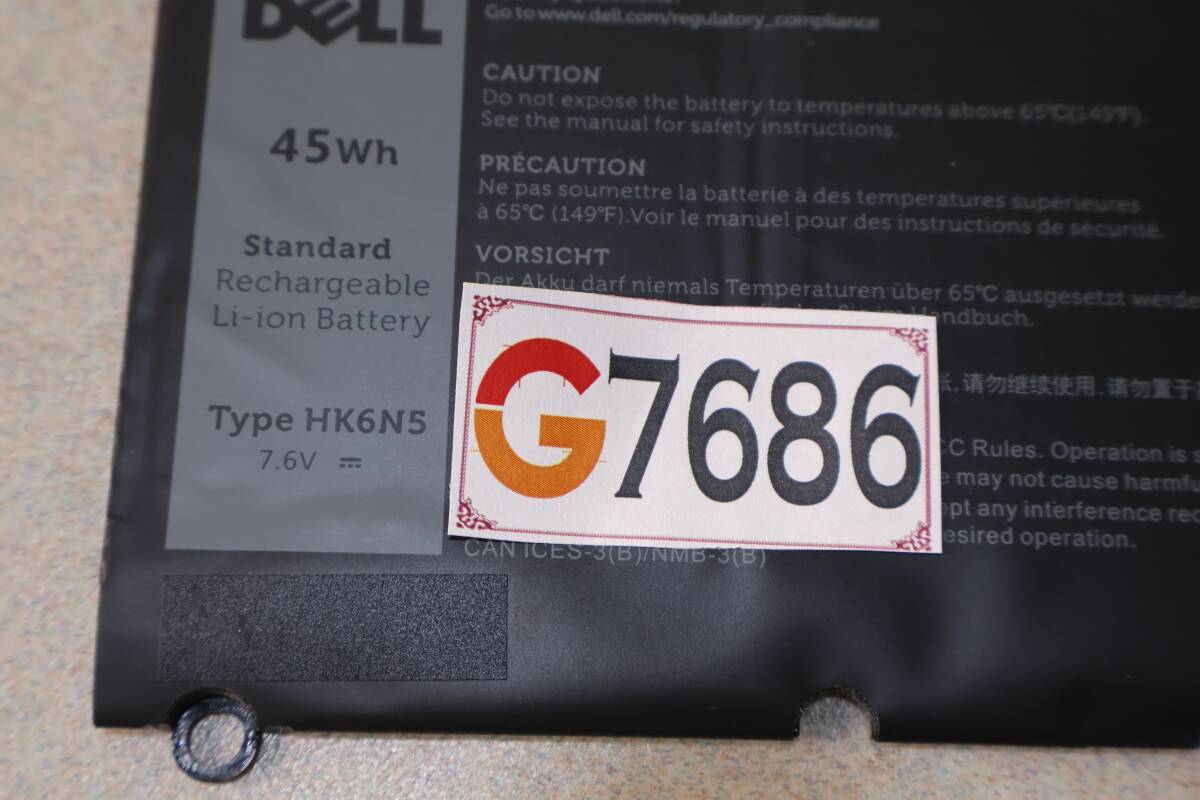 DELL
45Wh
Standard
Rechargeable
Li-ion Battery
Type HK6N5
7.6V ⎓
Go to www.dell.com/regulatory_compliance
CAUTION
Do not expose the battery to temperatures above 65℃(149℉).
See the manual for safety instructions.
PRÉCAUTION
Ne pas soumettre la batterie à des temperatures supérieures
à 65℃ (149℉).Voir le manuel pour des instructions de sécurité.
VORSICHT
Der Akku darf niemals Temperaturen über 65℃ ausgesetzt werde
Handbuch.
请勿继续使用.请勿置于
CC Rules. Operation is s
e may not cause harmfu
ept any interference rec
esired operation.
CAN ICES-3(B)/NMB-3(B)
G7686